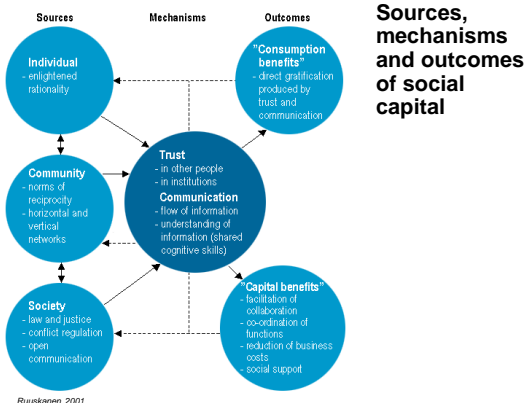 Sources Mechanisms Outcomes
Sources,
mechanisms
and outcomes
of social
capital
Individual
- enlightened
rationality
"Consumption
benefits"
- direct gratification
produced by
trust and
communication
Community
- norms of
reciprocity
- horizontal and
vertical
networks
Trust
- in other people
- in institutions
Communication
- flow of information
- understanding of
information (shared
cognitive skills)
Society
- law and justice
- conflict regulation
- open
communication
"Capital benefits"
- facilitation of
collaboration
- co-ordination of
functions
- reduction of business
costs
- social support
Ruuskanen 2001